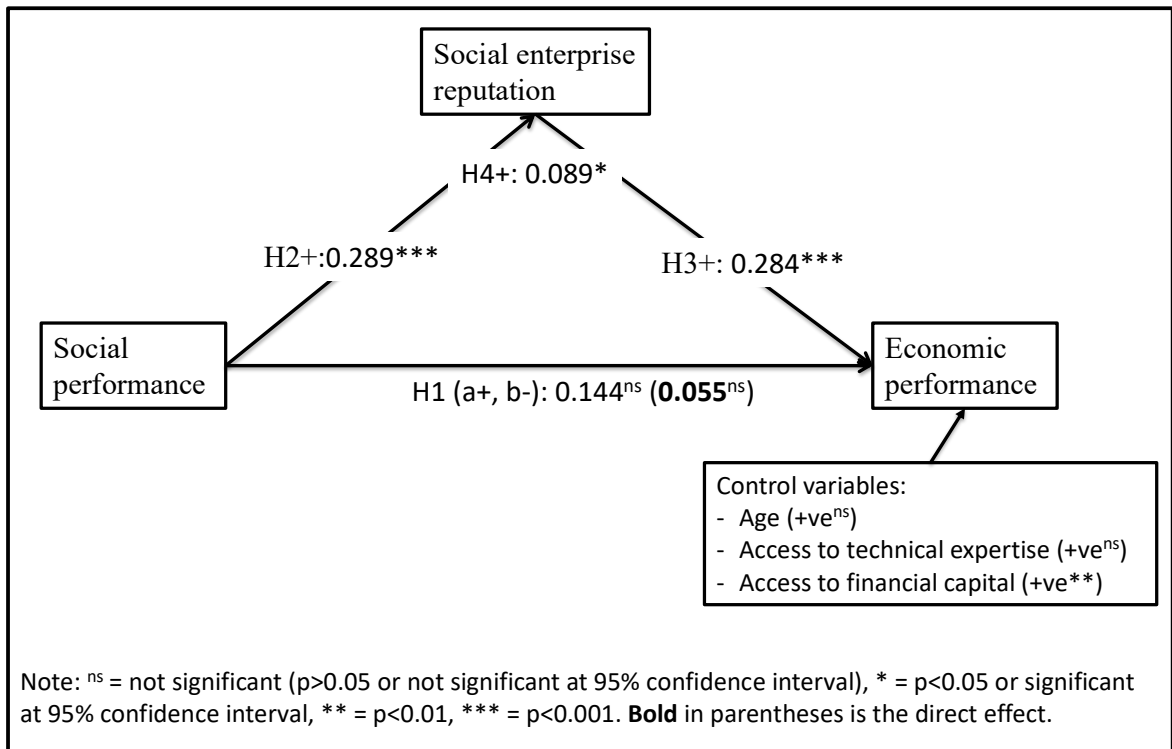 Social enterprise
reputation
H4+: 0.089*
H2+:0.289***
H3+: 0.284***
Social
performance
Economic
performance
H1 (a+, b-): 0.144ns (0.055ns)
Control variables:
- Age (+vens)
- Access to technical expertise (+vens)
- Access to financial capital (+ve**)
Note: ns = not significant (p>0.05 or not significant at 95% confidence interval), * = p<0.05 or significant
at 95% confidence interval, ** = p<0.01, *** = p<0.001. Bold in parentheses is the direct effect.